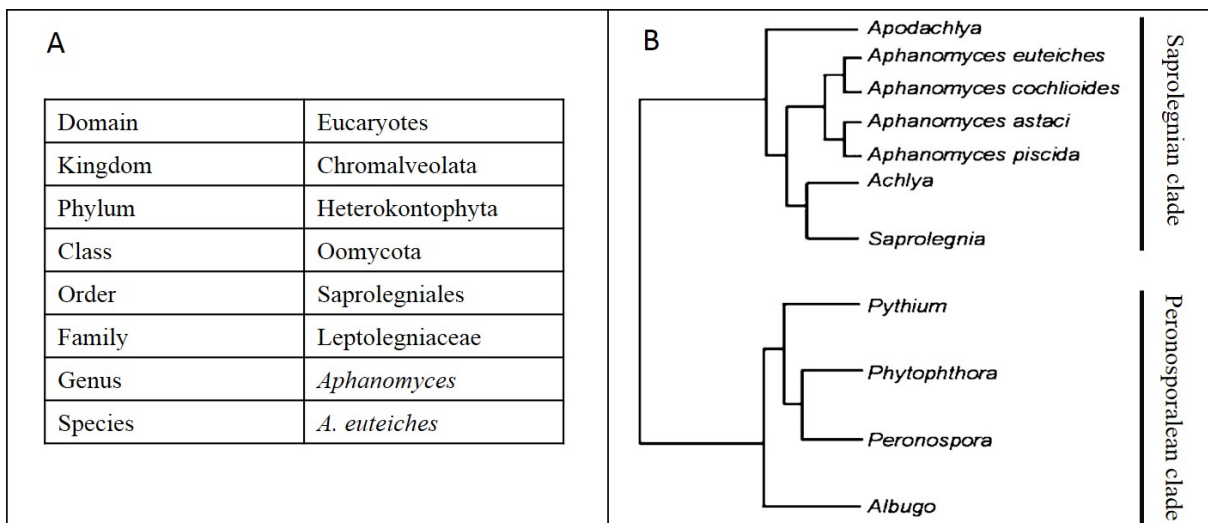 A
Domain Eucaryotes
Kingdom Chromalveolata
Phylum Heterokontophyta
Class Oomycota
Order Saprolegniales
Family Leptolegniaceae
Genus Aphanomyces
Species A. euteiches
B
Apodachlya
Aphanomyces euteiches
Aphanomyces cochlioides
Aphanomyces astaci
Aphanomyces piscida
Achlya
Saprolegnia
Saprolegnian clade
Pythium
Phytophthora
Peronospora
Albugo
Peronosporalean clade